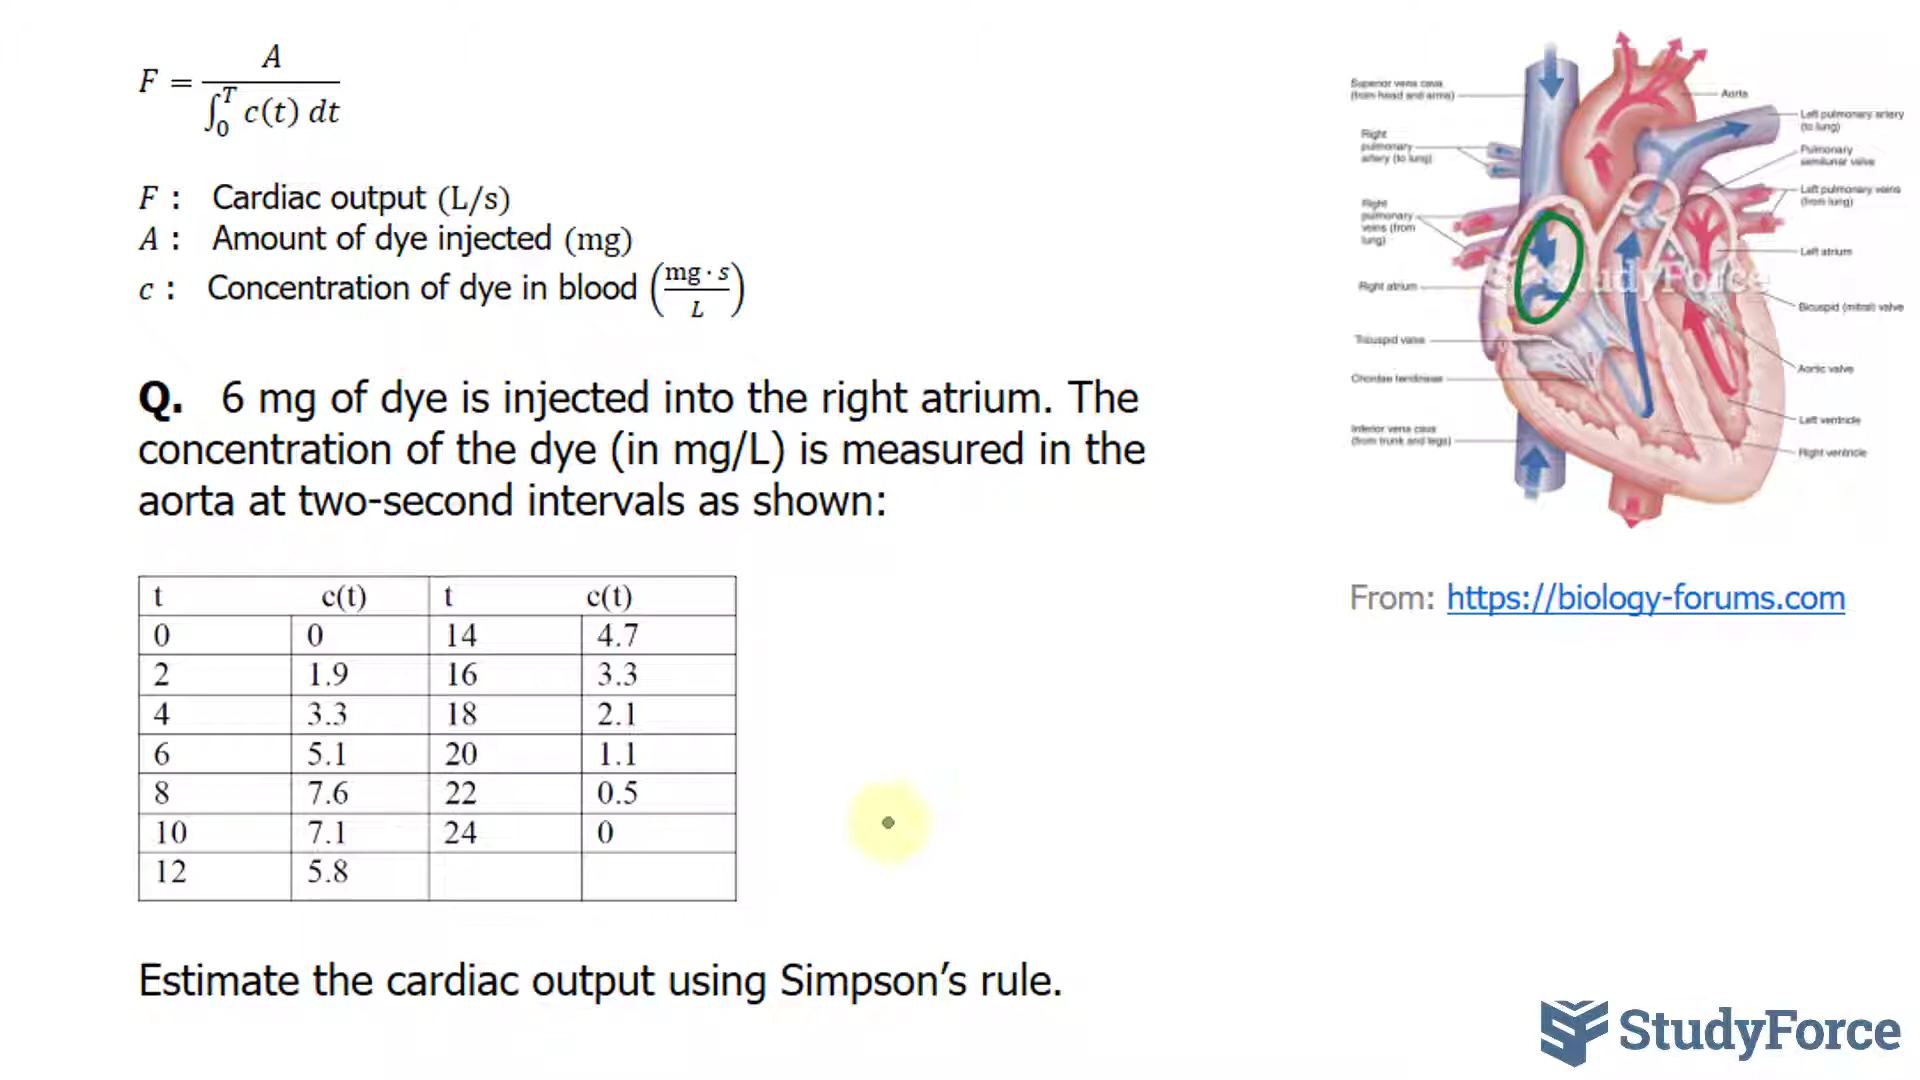 F = A / ∫₀ᵀ c(t) dt
F : Cardiac output (L/s)
A : Amount of dye injected (mg)
c : Concentration of dye in blood (mg · s / L)
Q. 6 mg of dye is injected into the right atrium. The
concentration of the dye (in mg/L) is measured in the
aorta at two-second intervals as shown:
t c(t) t c(t)
0 0 14 4.7
2 1.9 16 3.3
4 3.3 18 2.1
6 5.1 20 1.1
8 7.6 22 0.5
10 7.1 24 0
12 5.8
Estimate the cardiac output using Simpson’s rule.
Superior vena cava
(from head and arms)
Right
pulmonary
artery (to lung)
Right
pulmonary
veins (from
lung)
Right atrium
Tricuspid valve
Chordae tendineae
Inferior vena cava
(from trunk and legs)
Aorta
Left pulmonary artery
(to lung)
Pulmonary
semilunar valve
Left pulmonary veins
(from lung)
Left atrium
Bicuspid (mitral) valve
Aortic valve
Left ventricle
Right ventricle
StudyForce
From: https://biology-forums.com
StudyForce